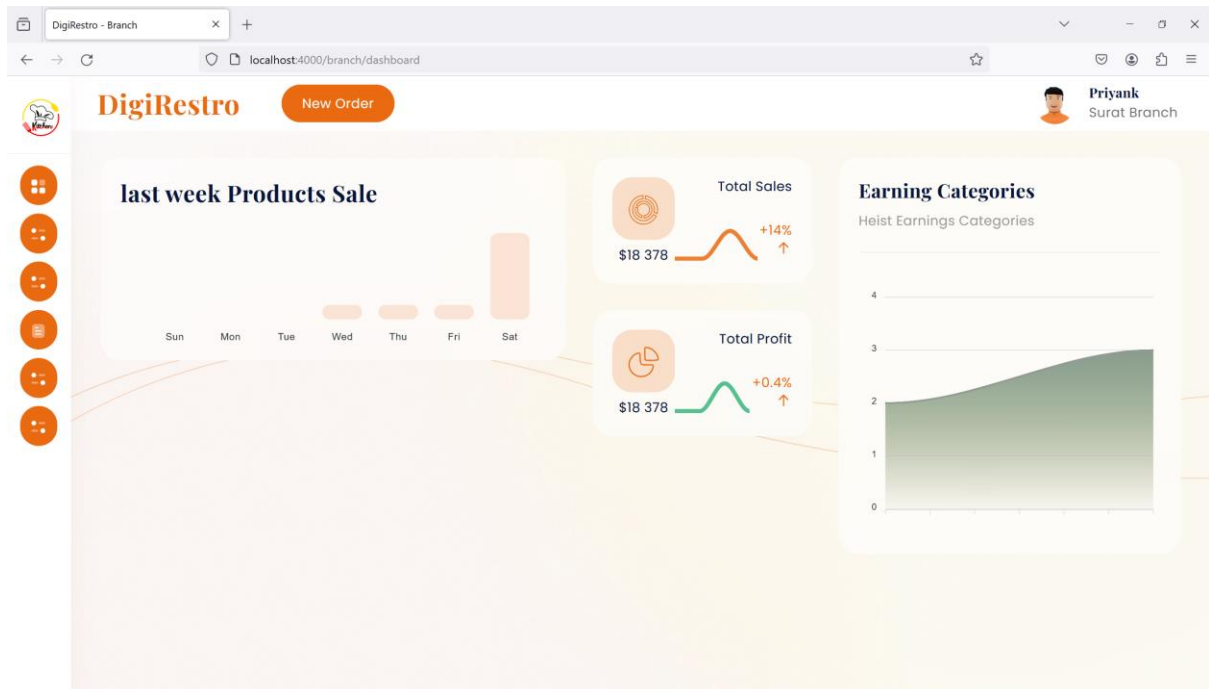 DigiRestro - Branch
localhost:4000/branch/dashboard
Kitchen
DigiRestro
New Order
Priyank
Surat Branch
last week Products Sale
Sun Mon Tue Wed Thu Fri Sat
Total Sales
+14%
$18 378
Total Profit
+0.4%
$18 378
Earning Categories
Heist Earnings Categories
4
3
2
1
0